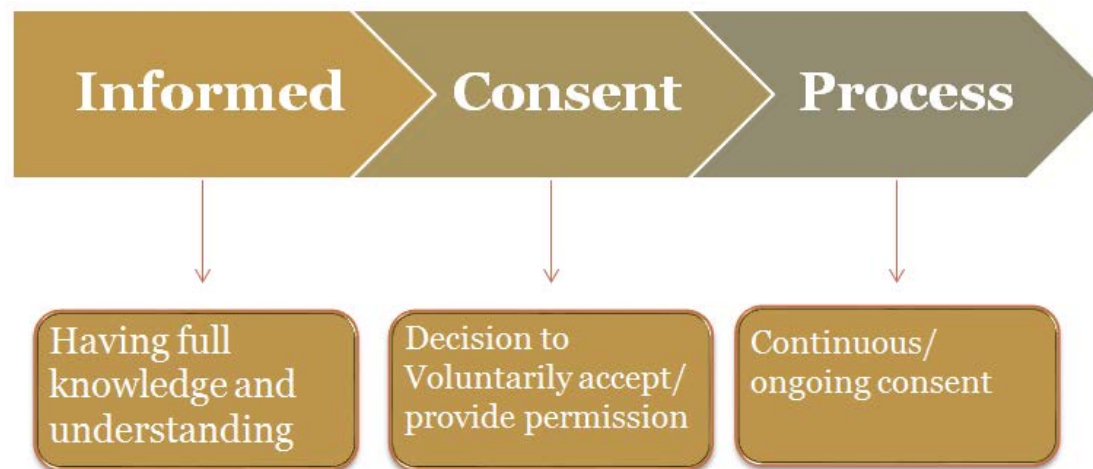 Informed
Consent
Process
Having full
knowledge and
understanding
Decision to
Voluntarily accept/
provide permission
Continuous/
ongoing consent